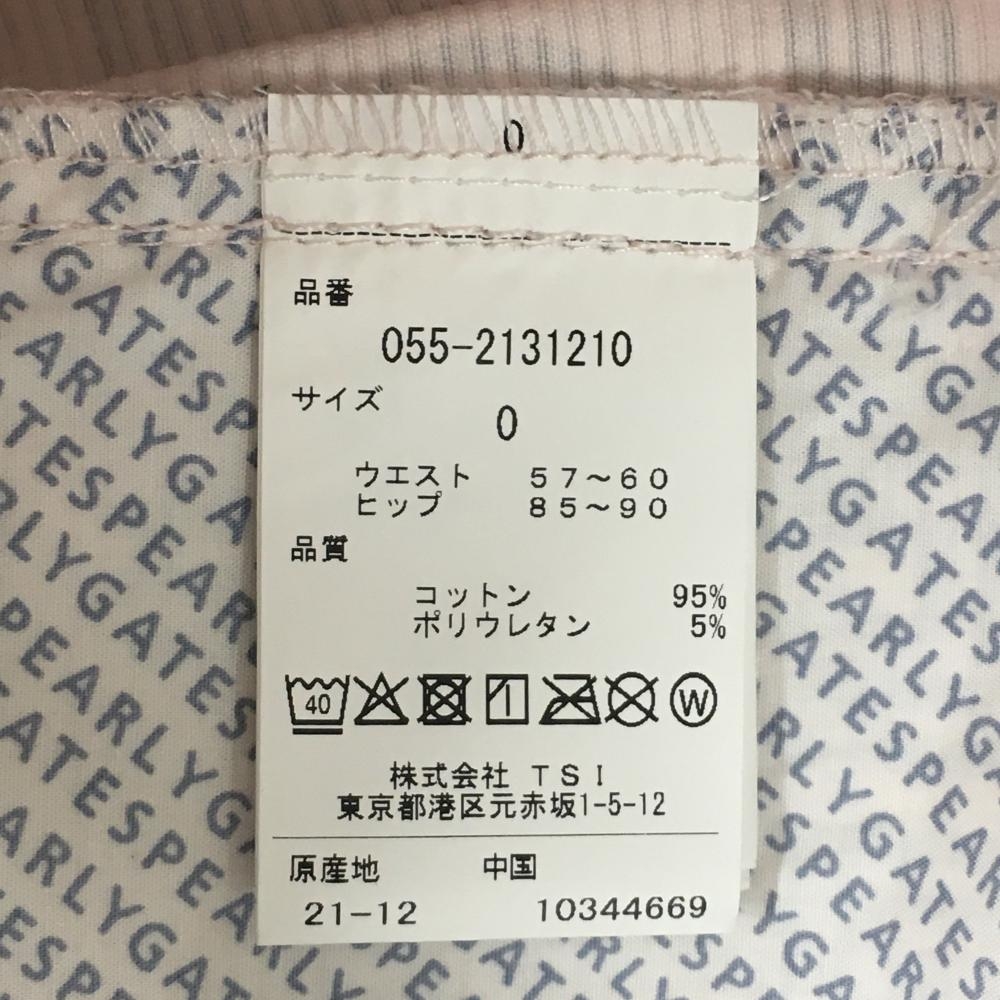 0
品番
055-2131210
サイズ
0
ウエスト 57～60
ヒップ 85～90
品質
コットン 95%
ポリウレタン 5%
40
W
株式会社 TSI
東京都港区元赤坂1-5-12
原産地 中国
21-12 10344669
PEARLYGATES